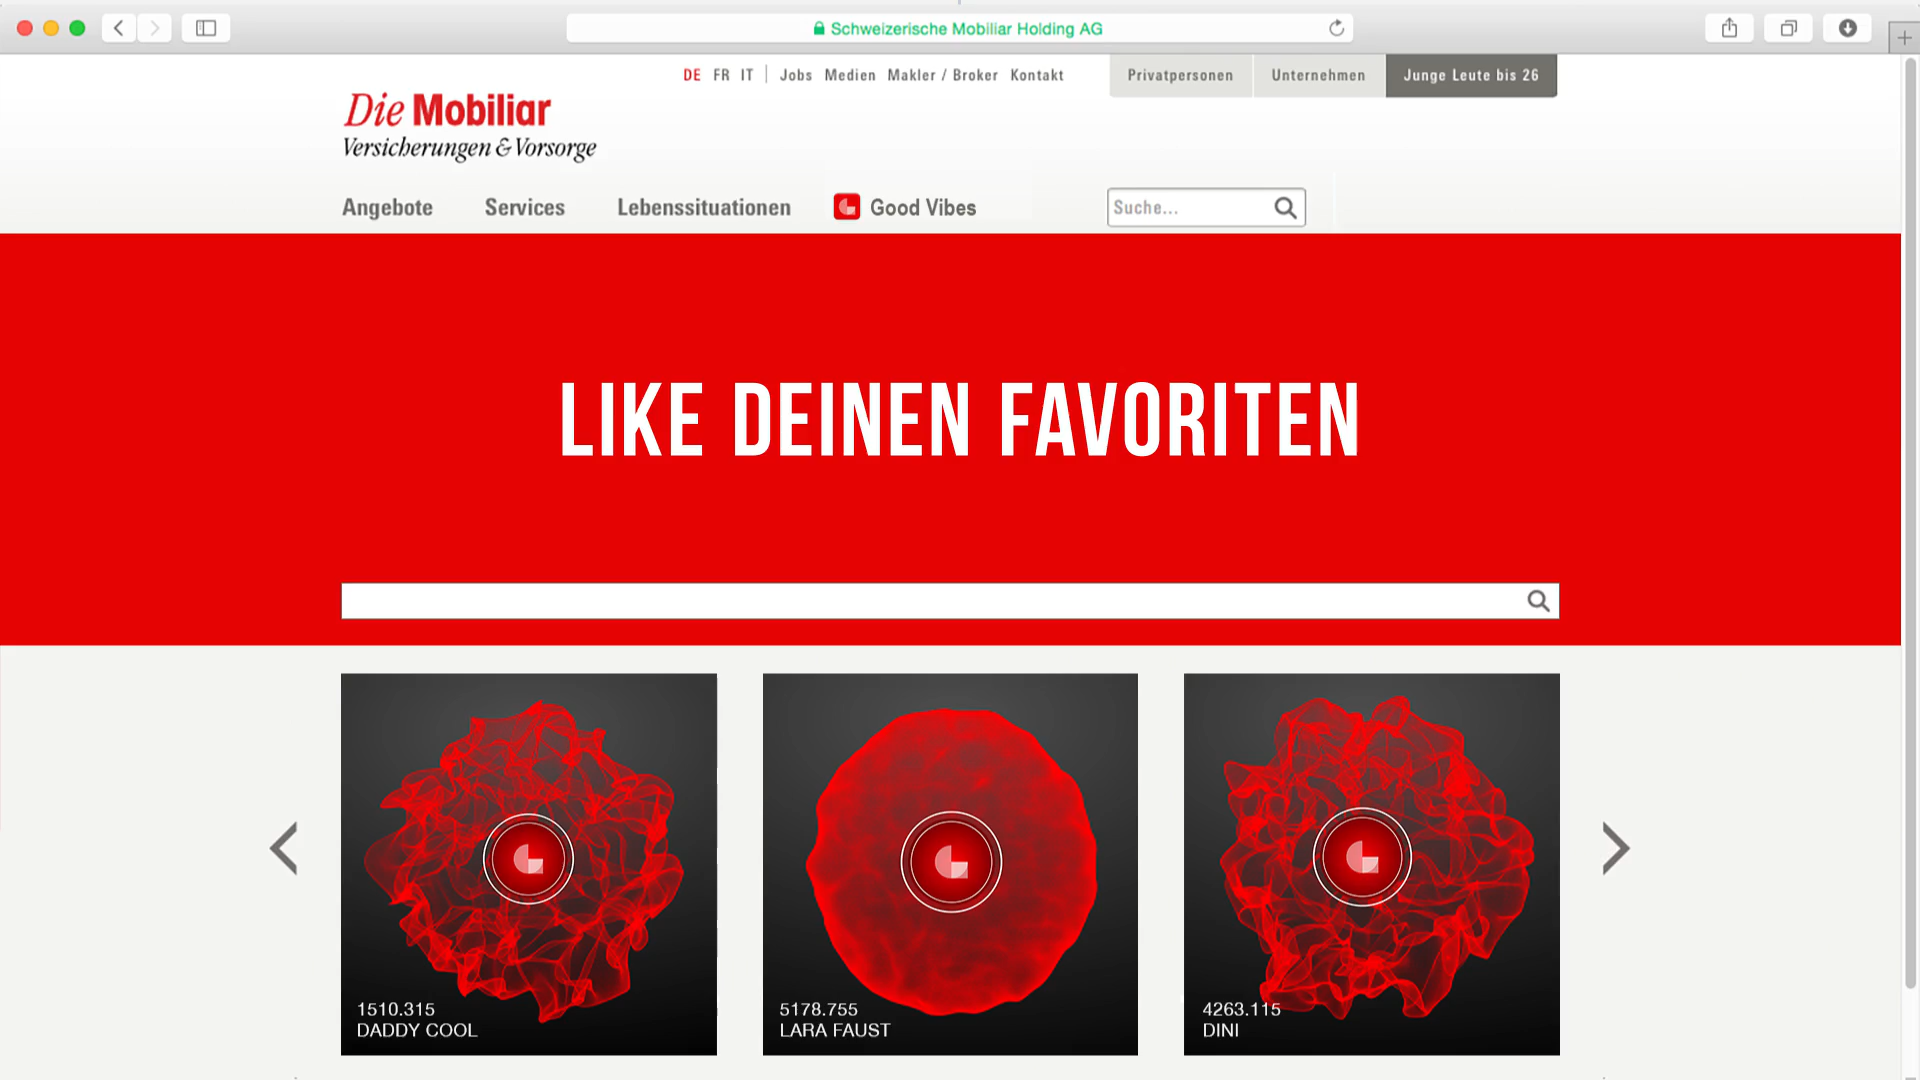 Schweizerische Mobiliar Holding AG
DE FR IT Jobs Medien Makler / Broker Kontakt Privatpersonen Unternehmen Junge Leute bis 26
Die Mobiliar
Versicherungen & Vorsorge
Angebote Services Lebenssituationen Good Vibes Suche...
LIKE DEINEN FAVORITEN
1510.315
DADDY COOL
5178.755
LARA FAUST
4263.115
DINI